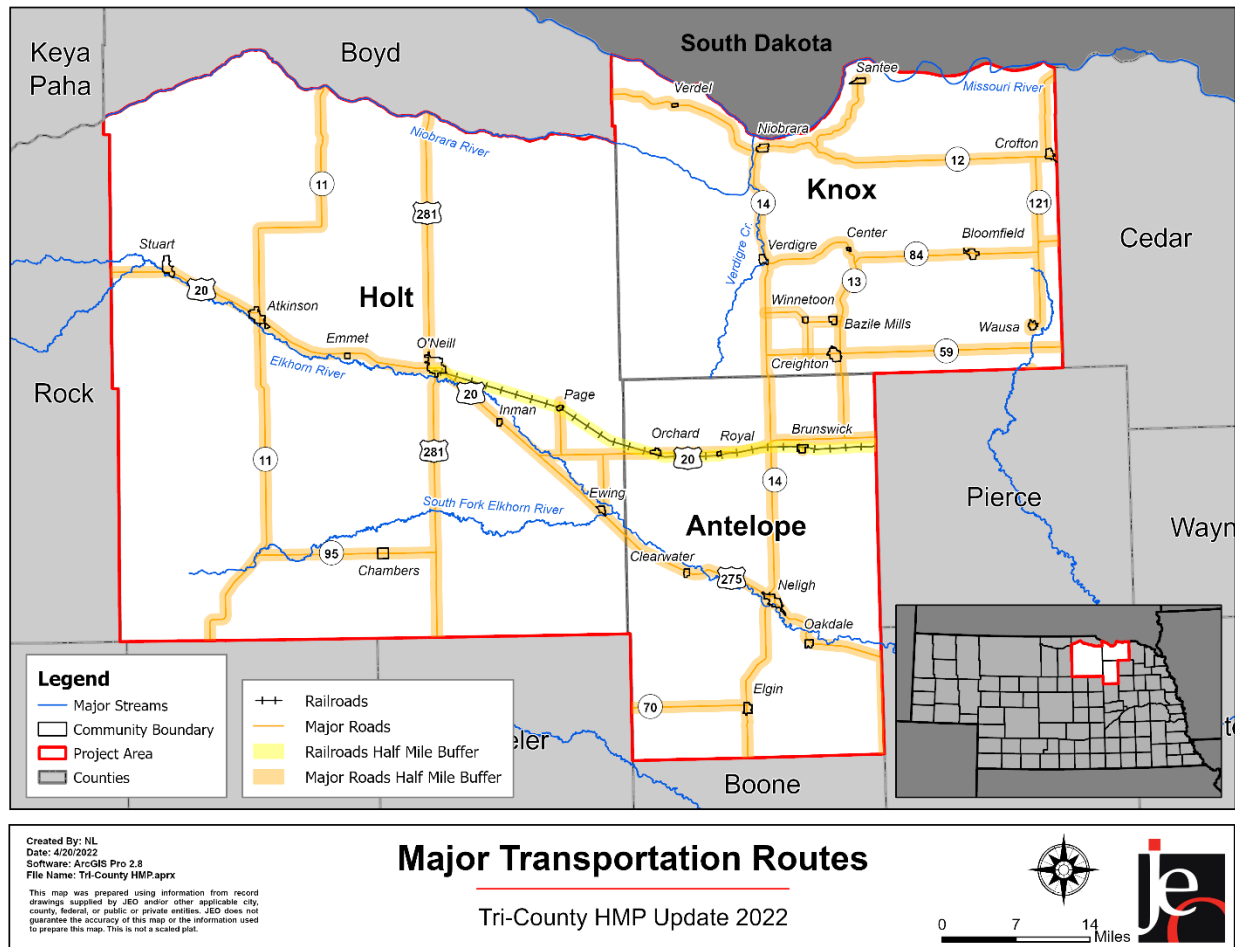 Keya
Paha
Boyd
South Dakota
Santee
Verdel
Missouri River
Niobrara
Niobrara River
Crofton
12
11
Knox
281
14
121
Verdigre Cr.
Verdigre
Center
Bloomfield
84
Cedar
Stuart
20
Holt
13
Atkinson
Winnetoon
Bazile Mills
Wausa
Emmet
O'Neill
Elkhorn River
Creighton
59
Rock
20
Page
Inman
Orchard
Royal
Brunswick
20
281
11
14
Ewing
South Fork Elkhorn River
Antelope
Pierce
Wayn
95
Chambers
Clearwater
275
Neligh
Oakdale
70
Elgin
eler
Boone
te
Legend
Major Streams
Community Boundary
Project Area
Counties
Railroads
Major Roads
Railroads Half Mile Buffer
Major Roads Half Mile Buffer
Created By: NL
Date: 4/20/2022
Software: ArcGIS Pro 2.8
File Name: Tri-County HMP.aprx
This map was prepared using information from record
drawings supplied by JEO and/or other applicable city,
county, federal, or public or private entities. JEO does not
guarantee the accuracy of this map or the information used
to prepare this map. This is not a scaled plat.
Major Transportation Routes
Tri-County HMP Update 2022
0 7 14
Miles
jeo